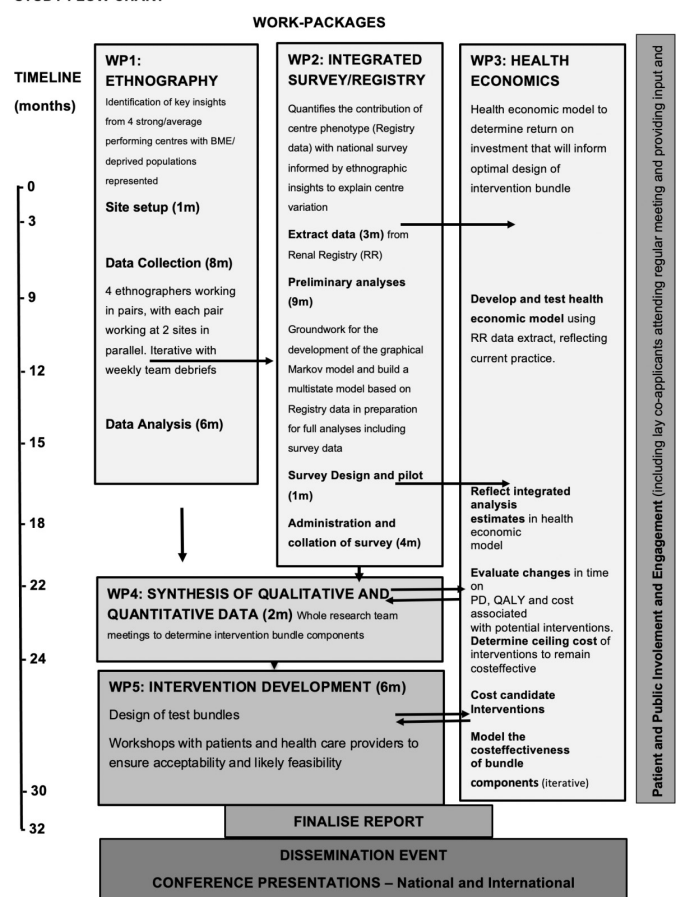 WORK-PACKAGES
TIMELINE
(months)
0
3
9
12
15
18
22
24
30
32
WP1:
ETHNOGRAPHY
Identification of key insights
from 4 strong/average
performing centres with BME/
deprived populations
represented
Site setup (1m)
Data Collection (8m)
4 ethnographers working
in pairs, with each pair
working at 2 sites in
parallel. Iterative with
weekly team debriefs
Data Analysis (6m)
WP2: INTEGRATED
SURVEY/REGISTRY
Quantifies the contribution of
centre phenotype (Registry
data) with national survey
informed by ethnographic
insights to explain centre
variation
Extract data (3m) from
Renal Registry (RR)
Preliminary analyses
(9m)
Groundwork for the
development of the graphical
Markov model and build a
multistate model based on
Registry data in preparation
for full analyses including
survey data
Survey Design and pilot
(1m)
Administration and
collation of survey (4m)
WP3: HEALTH
ECONOMICS
Health economic model to
determine return on
investment that will inform
optimal design of
intervention bundle
Develop and test health
economic model using
RR data extract, reflecting
current practice.
Reflect integrated
analysis
estimates in health
economic
model
Evaluate changes in time
on
PD, QALY and cost
associated
with potential interventions.
Determine ceiling cost of
interventions to remain
costeffective
Cost candidate
Interventions
Model the
costeffectiveness
of bundle
components (iterative)
WP4: SYNTHESIS OF QUALITATIVE AND
QUANTITATIVE DATA (2m) Whole research team
meetings to determine intervention bundle components
WP5: INTERVENTION DEVELOPMENT (6m)
Design of test bundles
Workshops with patients and health care providers to
ensure acceptability and likely feasibility
FINALISE REPORT
DISSEMINATION EVENT
CONFERENCE PRESENTATIONS – National and International
Patient and Public Involement and Engagement (including lay co-applicants attending regular meeting and providing input and